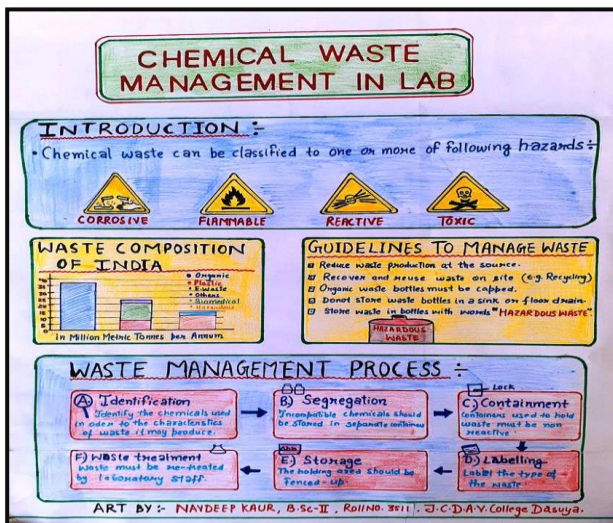 CHEMICAL WASTE
MANAGEMENT IN LAB
INTRODUCTION :-
• Chemical waste can be classified to one or more of following hazards :-
CORROSIVE
FLAMMABLE
REACTIVE
TOXIC
WASTE COMPOSITION
OF INDIA
Organic
Plastic
E-waste
Others
Biomedical
Hazardous
in Million Metric Tonnes per Annum
GUIDELINES TO MANAGE WASTE
Reduce waste production at the source.
Recover and reuse waste on site (e.g. Recycling)
Organic waste bottles must be capped.
Donot store waste bottles in a sink or floor drain.
Store waste in bottles with words "HAZARDOUS WASTE".
HAZARDOUS
WASTE
WASTE MANAGEMENT PROCESS :-
A) Identification
Identify the chemicals used
in oder to the characteristics
of waste it may produce.
B) Segregation
Incompatible chemicals should
be stored in separate container
Lock
C) Containment
Containers used to hold
waste must be non
reactive.
D) Labelling
Label the type of
the waste.
E) Storage
The holding area should be
fenced-up.
F) Waste treatment
Waste must be pre-treated
by laboratory staff.
ART BY :- NAVDEEP KAUR, B.Sc-II, Roll NO. 3511, J.C.D.A.V. College Dasuya.